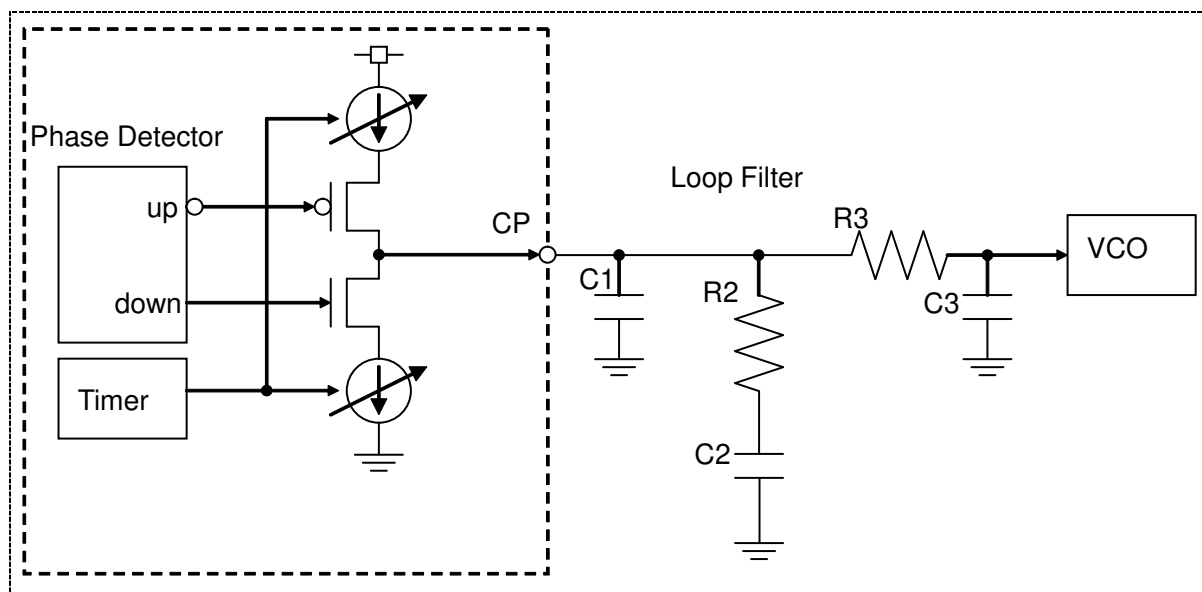 Phase Detector
up
down
Timer
CP
Loop Filter
C1
R2
C2
R3
C3
VCO